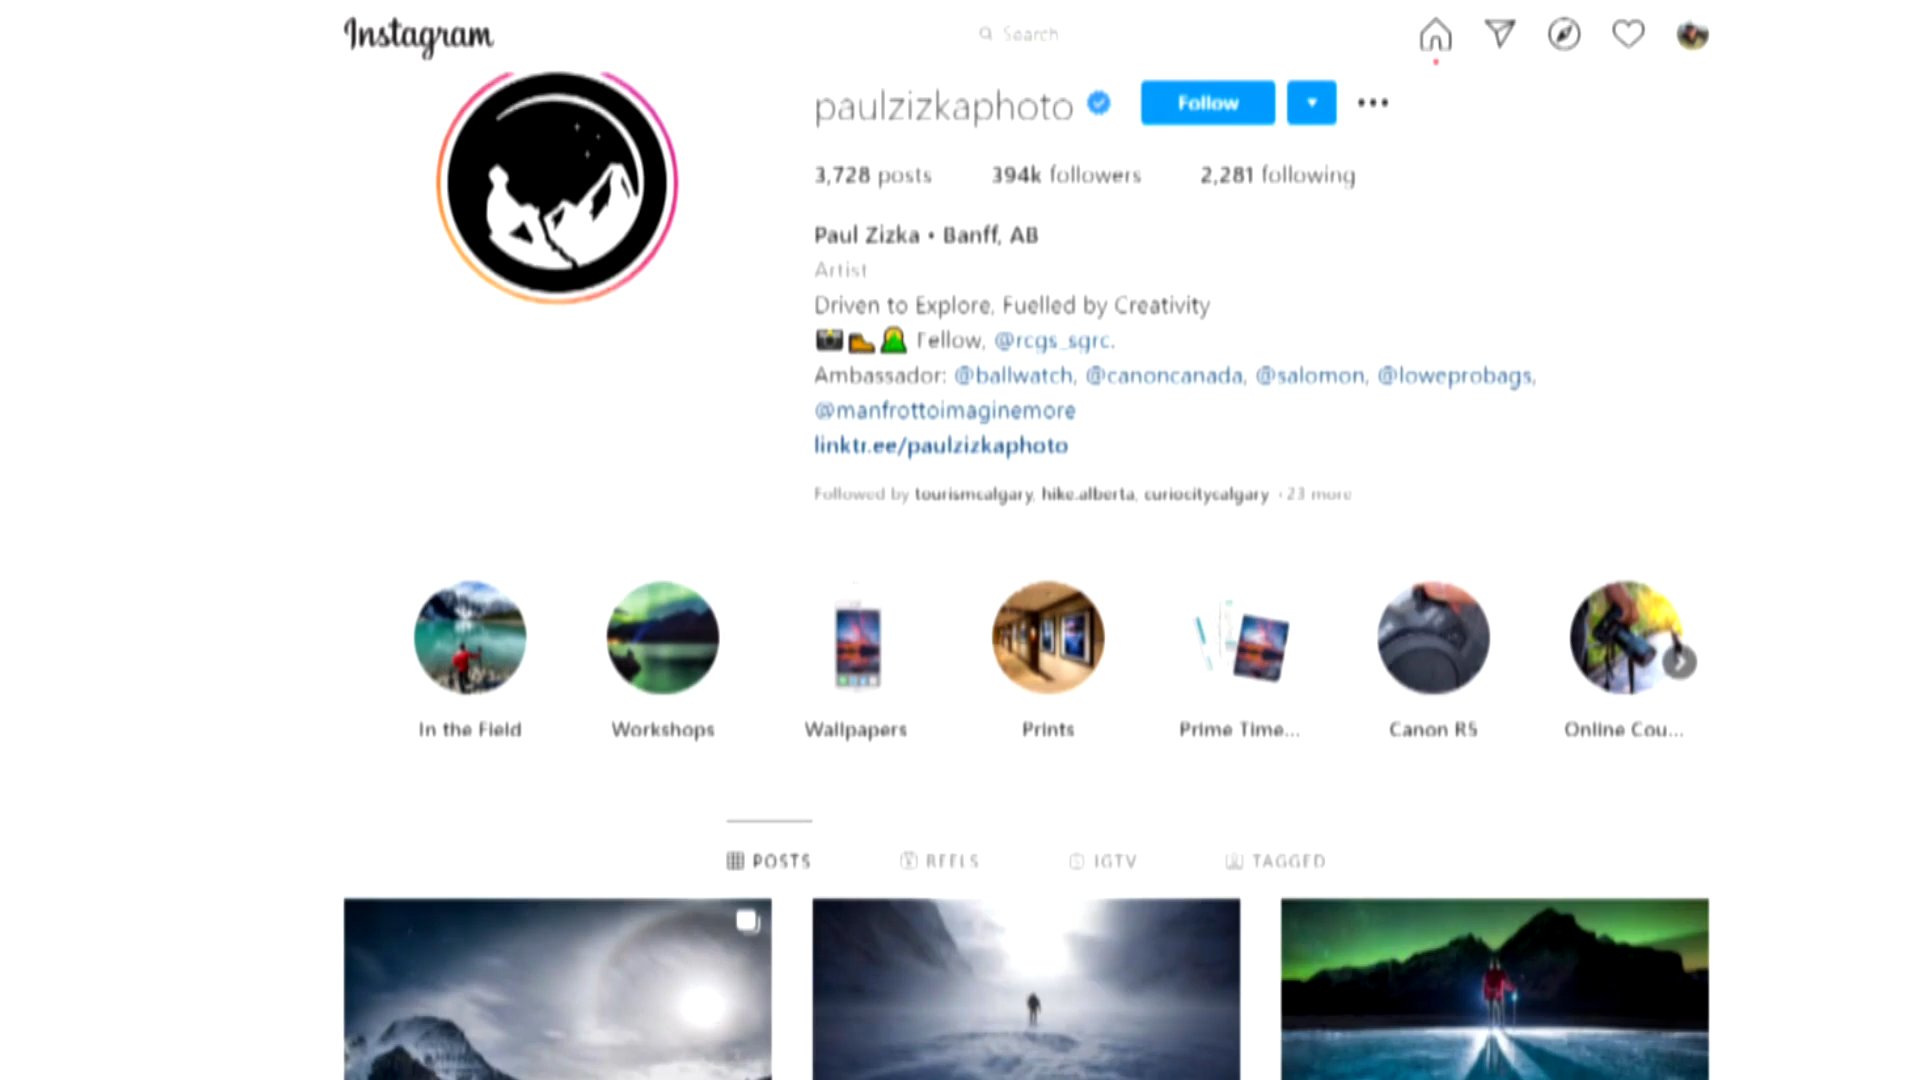 Instagram
Search
paulzizkaphoto Follow
3,728 posts 394k followers 2,281 following
Paul Zizka • Banff, AB
Artist
Driven to Explore, Fuelled by Creativity
Fellow, @rcgs_sgrc.
Ambassador: @ballwatch, @canoncanada, @salomon, @loweprobags,
@manfrottoimaginemore
linktr.ee/paulzizkaphoto
Followed by tourismcalgary, hike.alberta, curiocitycalgary + 23 more
In the Field Workshops Wallpapers Prints Prime Time... Canon R5 Online Cou...
POSTS REELS IGTV TAGGED